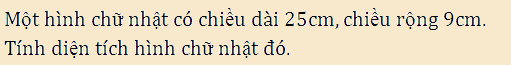 Một hình chữ nhật có chiều dài 25cm, chiều rộng 9cm.
Tính diện tích hình chữ nhật đó.